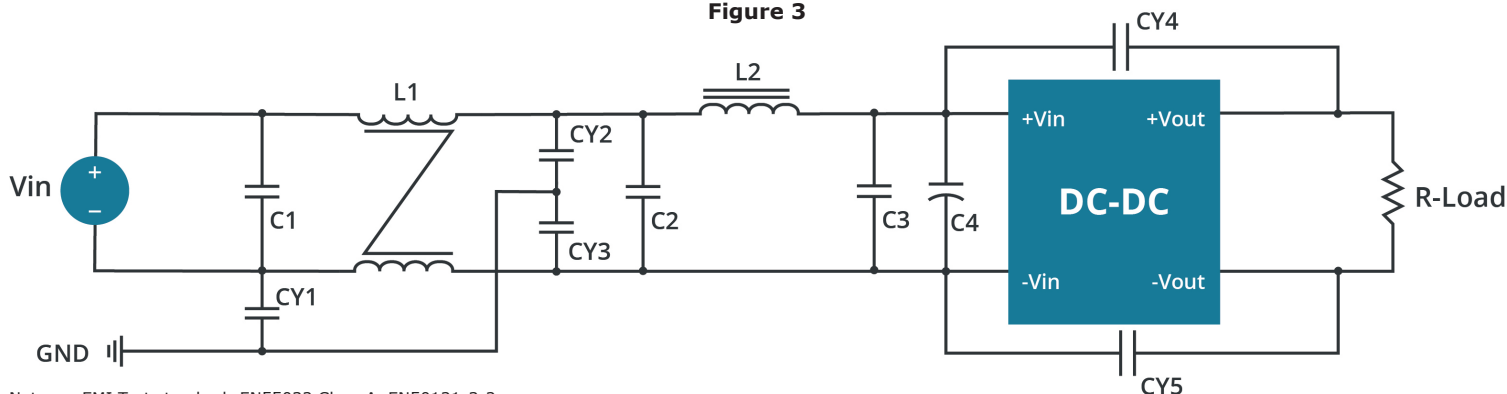 Figure 3
CY4
L2
L1
+Vin
+Vout
CY2
Vin
+
−
DC-DC
R-Load
C1
C2
C3
C4
CY3
-Vin
-Vout
CY1
GND
CY5